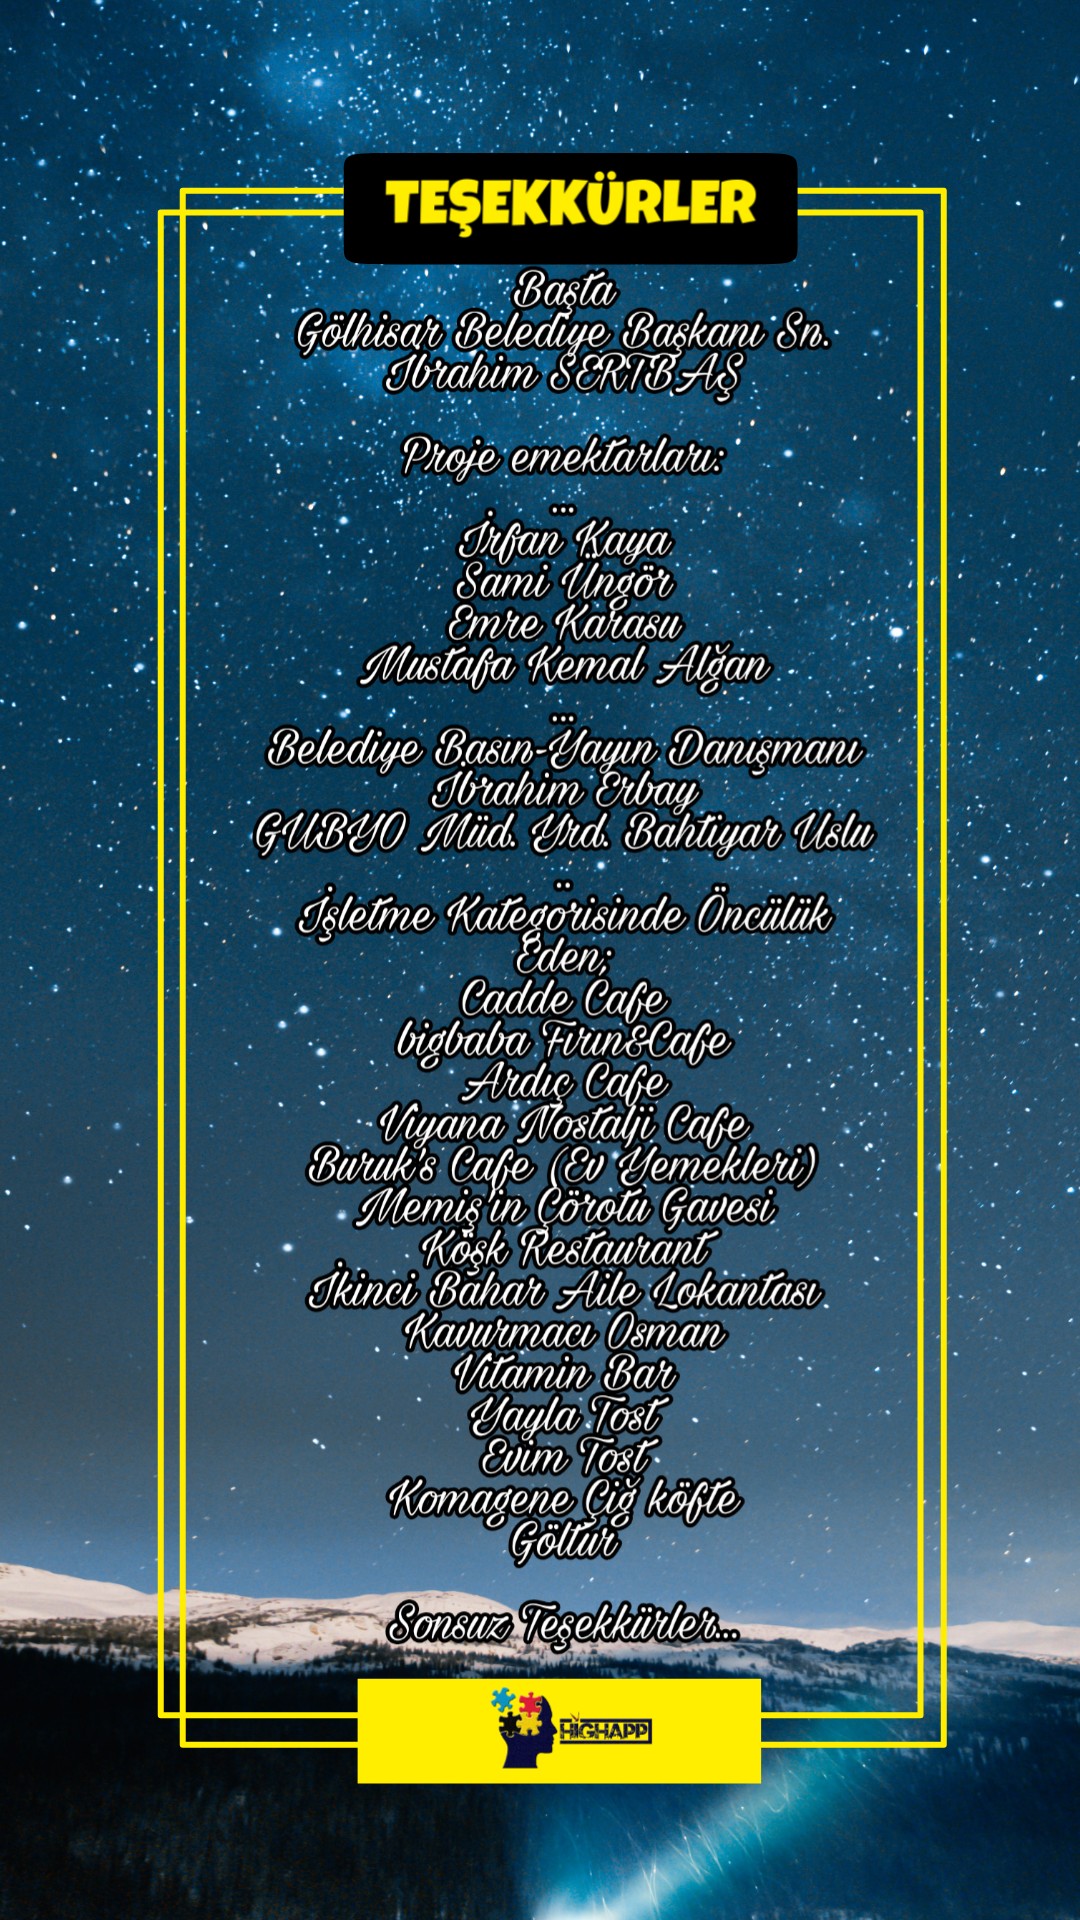 TEŞEKKÜRLER
Başta
Gölhisar Belediye Başkanı Sn.
İbrahim SERTBAŞ
Proje emektarları:
...
İrfan Kaya
Sami Üngör
Emre Karasu
Mustafa Kemal Alğan
...
Belediye Basın-Yayın Danışmanı
İbrahim Erbay
GUBYO Müd. Yrd. Bahtiyar Uslu
..
İşletme Kategorisinde Öncülük
Eden;
Cadde Cafe
bigbaba Fırın&Cafe
Ardıç Cafe
Viyana Nostalji Cafe
Buruk's Cafe (Ev Yemekleri)
Memiş'in Çörotu Gavesi
Köşk Restaurant
İkinci Bahar Aile Lokantası
Kavurmacı Osman
Vitamin Bar
Yayla Tost
Evim Tost
Komagene Çiğ köfte
Göltur
Sonsuz Teşekkürler...
HİGHAPP